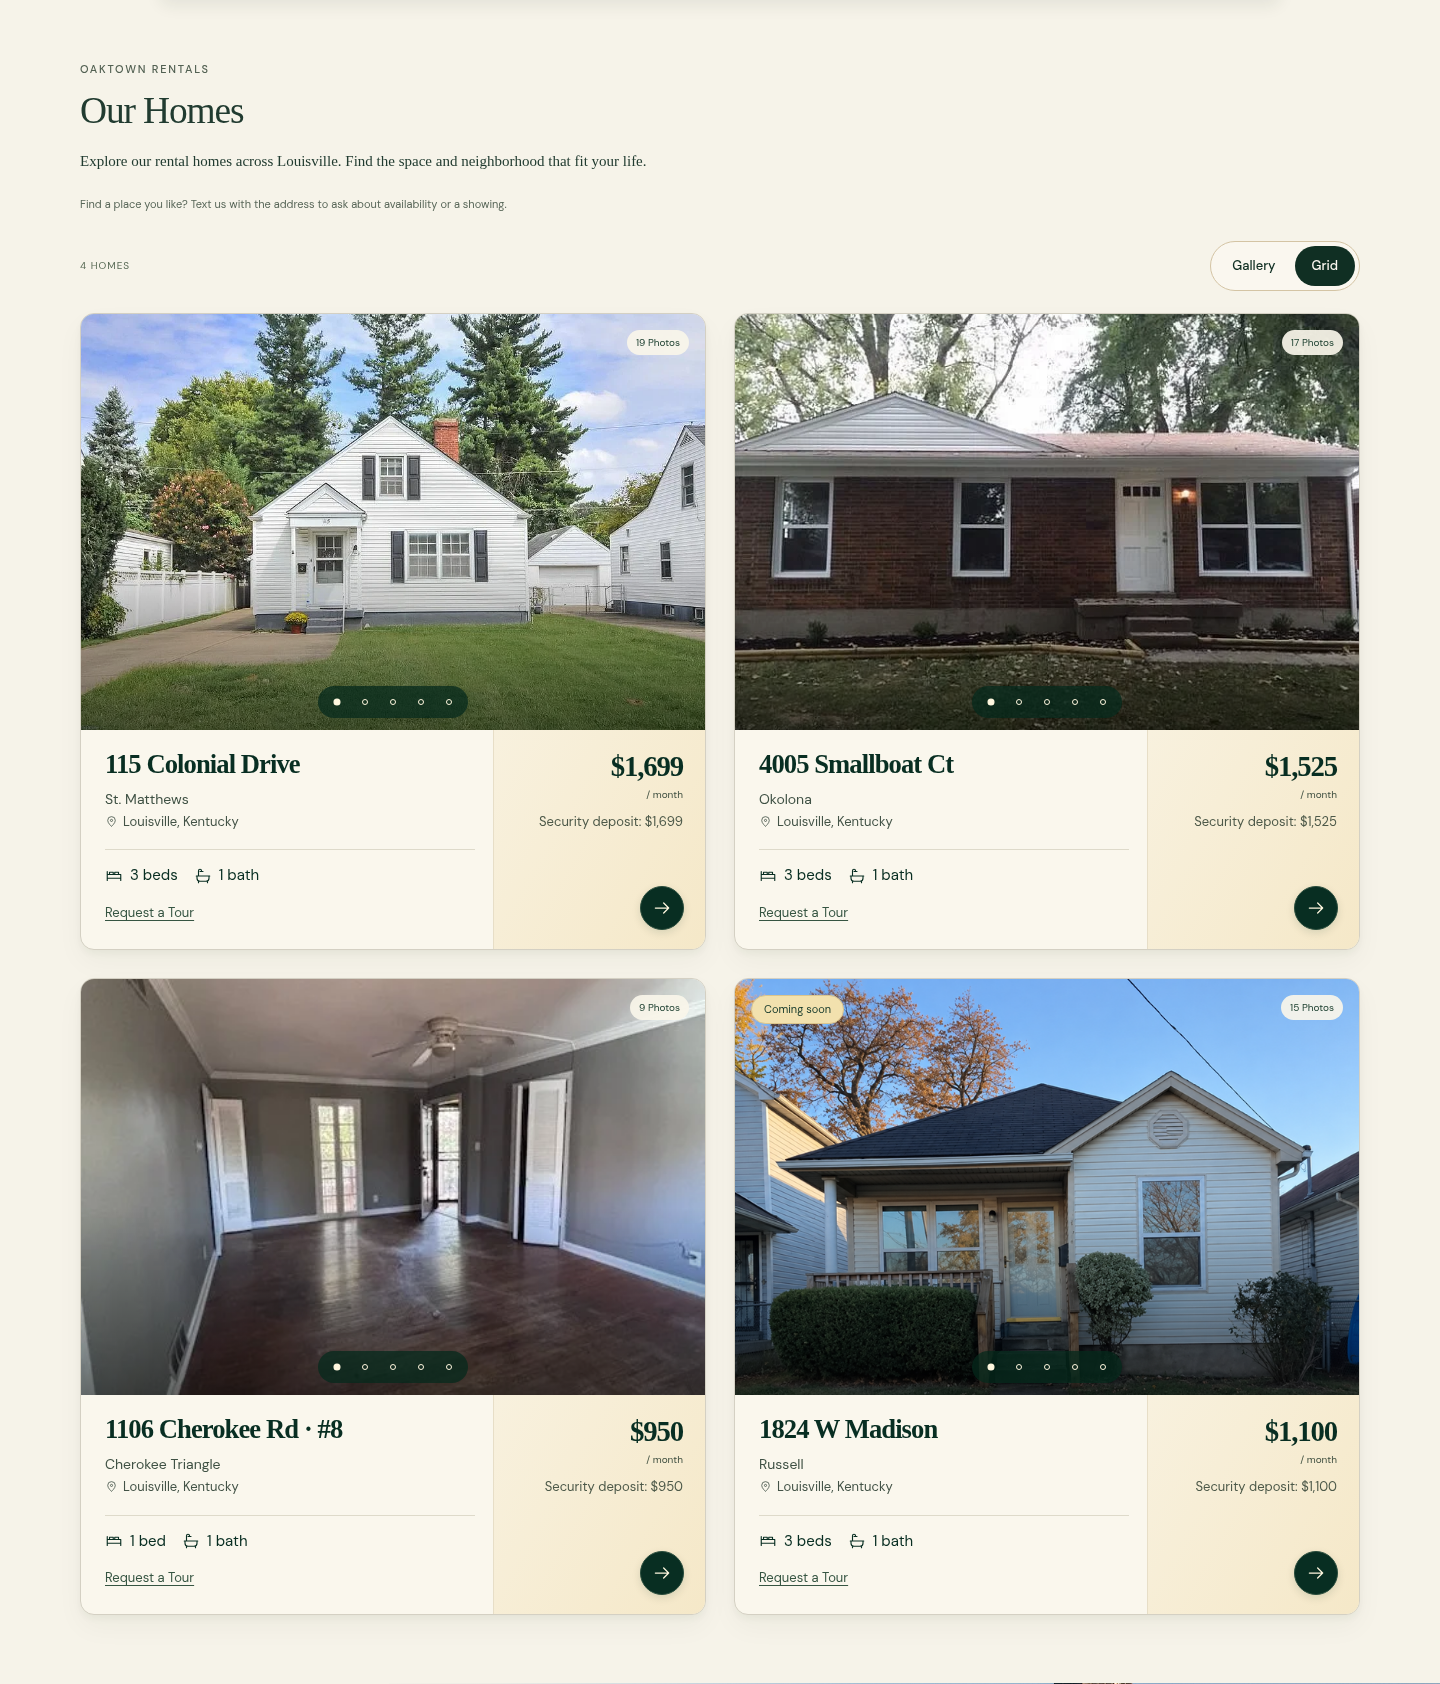 OAKTOWN RENTALS
Our Homes
Explore our rental homes across Louisville. Find the space and neighborhood that fit your life.
Find a place you like? Text us with the address to ask about availability or a showing.
4 HOMES
Gallery
Grid
19 Photos
115 Colonial Drive
St. Matthews
Louisville, Kentucky
3 beds
1 bath
Request a Tour
$1,699
/ month
Security deposit: $1,699
17 Photos
4005 Smallboat Ct
Okolona
Louisville, Kentucky
3 beds
1 bath
Request a Tour
$1,525
/ month
Security deposit: $1,525
9 Photos
1106 Cherokee Rd · #8
Cherokee Triangle
Louisville, Kentucky
1 bed
1 bath
Request a Tour
$950
/ month
Security deposit: $950
Coming soon
15 Photos
1824 W Madison
Russell
Louisville, Kentucky
3 beds
1 bath
Request a Tour
$1,100
/ month
Security deposit: $1,100